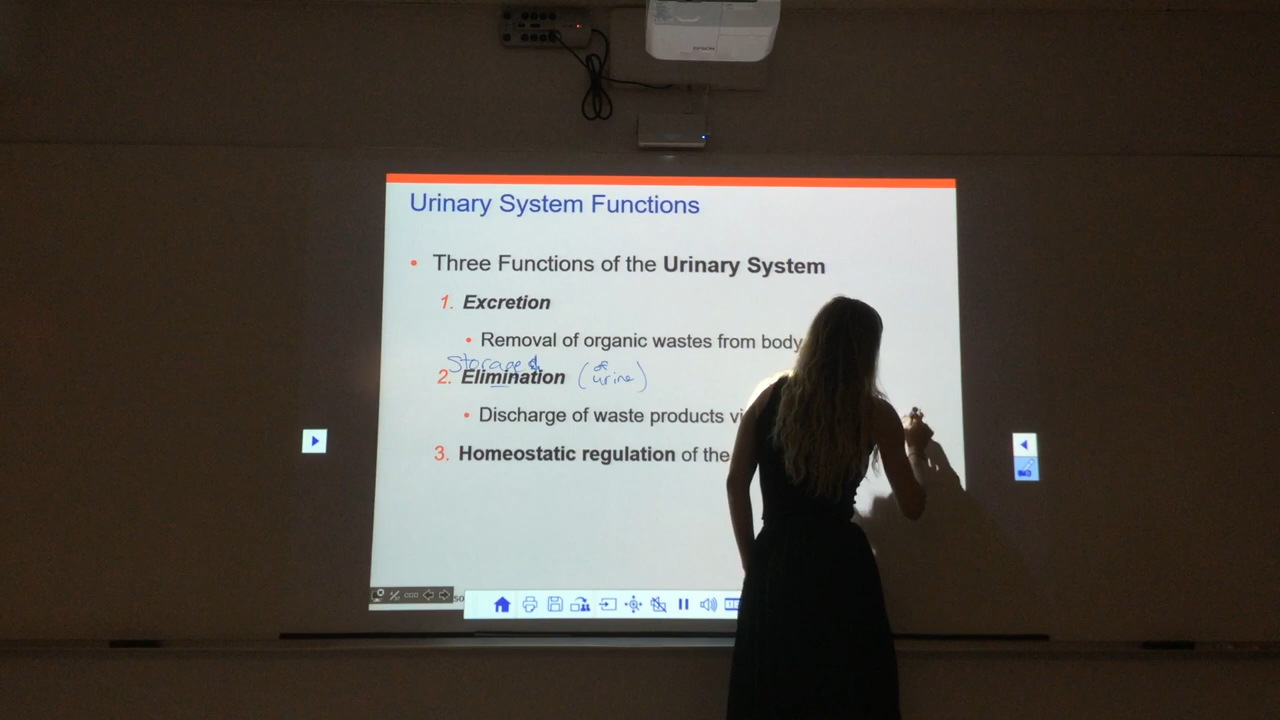 EPSON
Urinary System Functions
• Three Functions of the Urinary System
1. Excretion
• Removal of organic wastes from body
Storage &
2. Elimination (of urine)
• Discharge of waste products
3. Homeostatic regulation of the